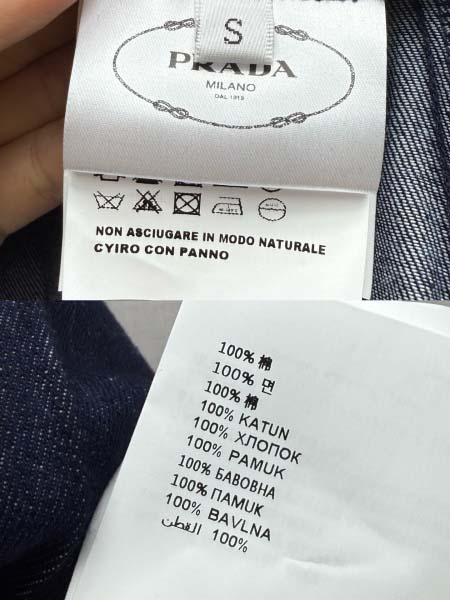 S
PRADA
MILANO
DAL 1913
NON ASCIUGARE IN MODO NATURALE
CYIRO CON PANNO
100% 棉
100% 면
100% 棉
100% KATUN
100% ХЛОПОК
100% PAMUK
100% БАВОВНА
100% ПАМУК
100% BAVLNA
100% القطن